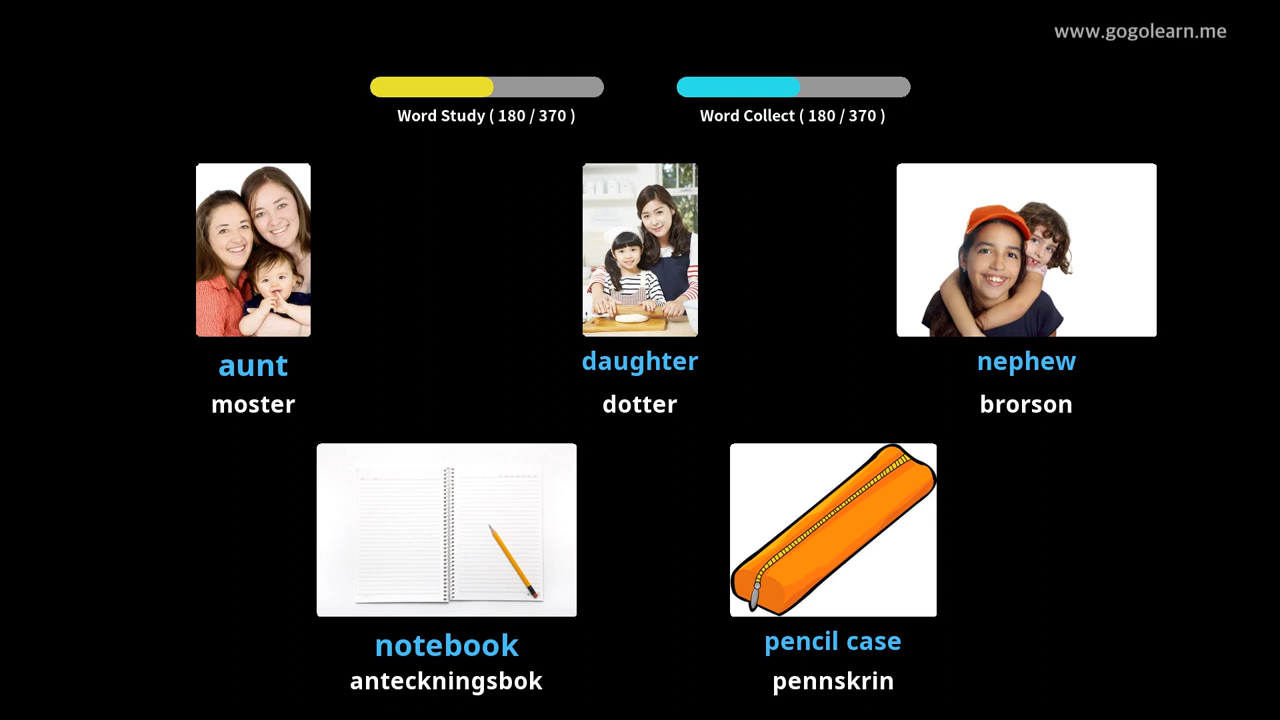 www.gogolearn.me
Word Study ( 180 / 370 )
Word Collect ( 180 / 370 )
aunt
moster
daughter
dotter
nephew
brorson
notebook
anteckningsbok
pencil case
pennskrin